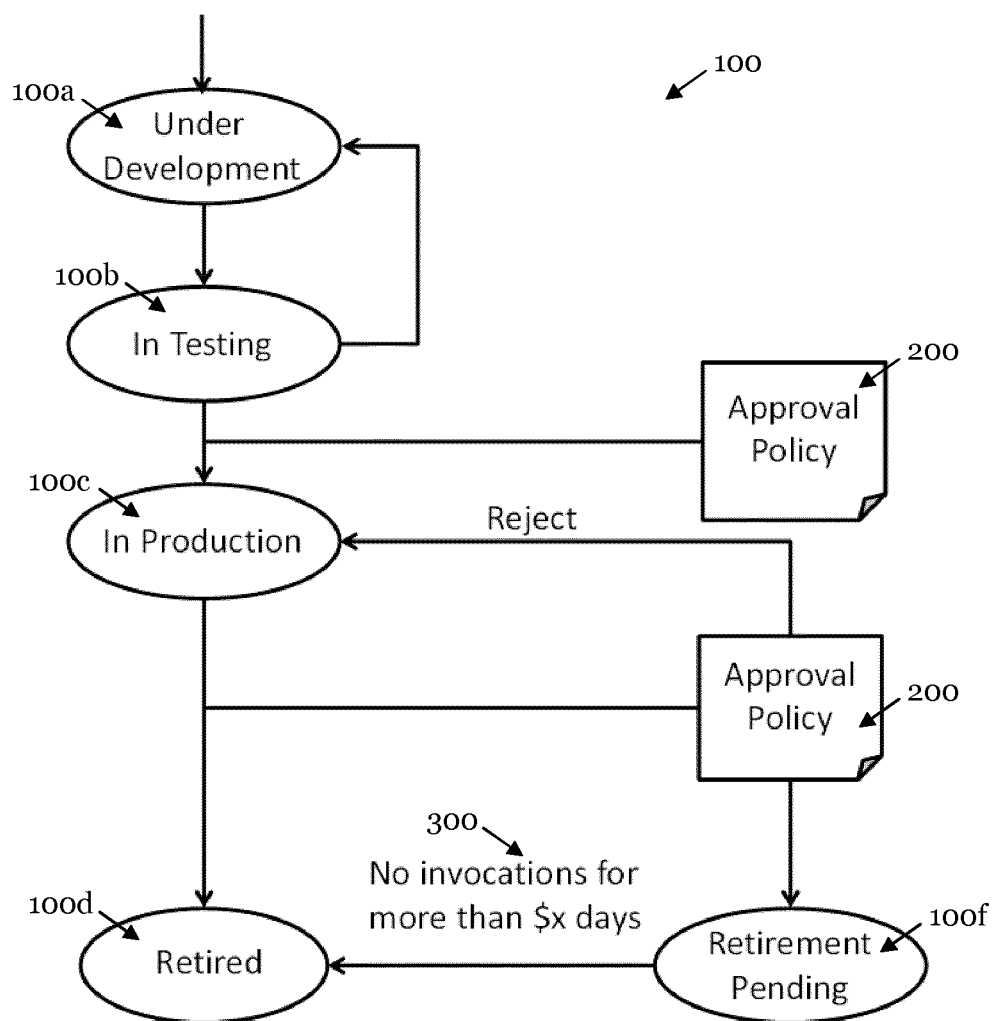 100
100a
Under
Development
100b
In Testing
200
Approval
Policy
100c
In Production
Reject
Approval
Policy
200
300
No invocations for
more than $x days
100d
Retired
100f
Retirement
Pending